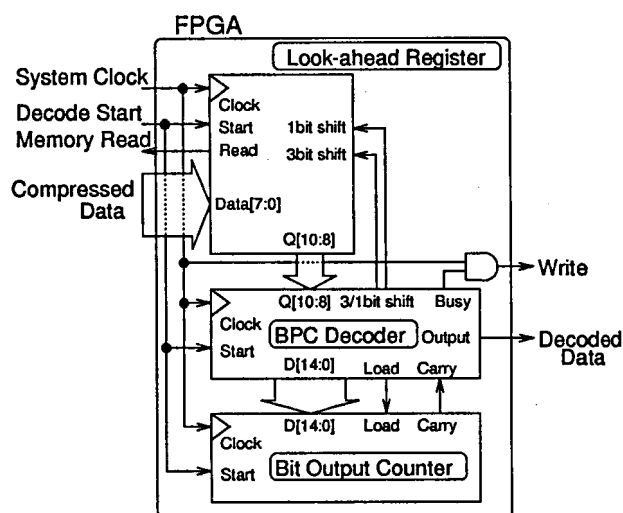 FPGA
Look-ahead Register
System Clock
Clock
Decode Start
Start
1bit shift
Memory Read
Read
3bit shift
Compressed
Data
Data[7:0]
Q[10:8]
Write
Q[10:8] 3/1bit shift Busy
Clock
BPC Decoder
Output
Decoded
Data
Start
D[14:0] Load Carry
D[14:0] Load Carry
Clock
Start
Bit Output Counter